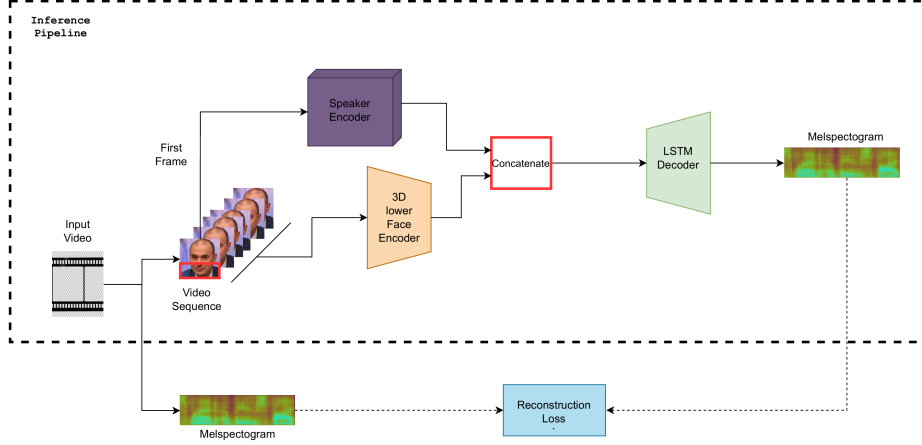 Inference
Pipeline
Speaker
Encoder
First
Frame
Melspectogram
LSTM
Decoder
Concatenate
3D
lower
Face
Encoder
Input
Video
Video
Sequence
Reconstruction
Loss
Melspectogram